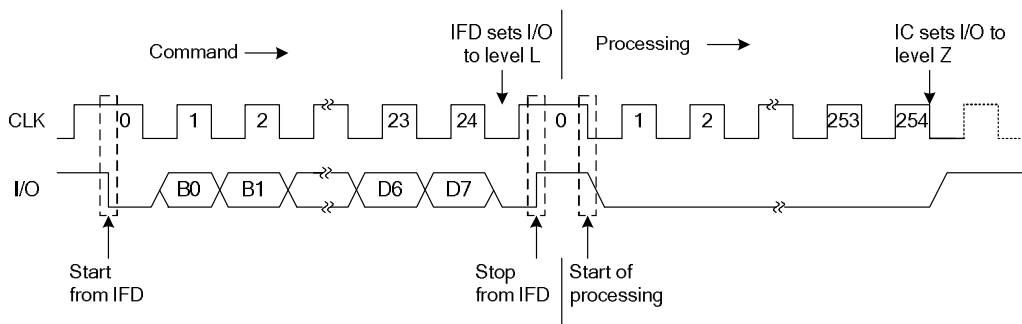 Command
IFD sets I/O
to level L
Processing
IC sets I/O to
level Z
CLK
0
1
2
23
24
0
1
2
253
254
I/O
B0
B1
D6
D7
Start
from IFD
Stop
from IFD
Start of
processing